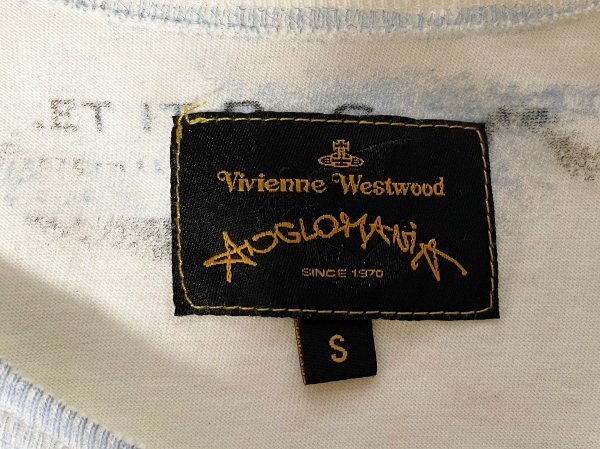 Vivienne Westwood
ANGLOMANIA
SINCE 1970
S